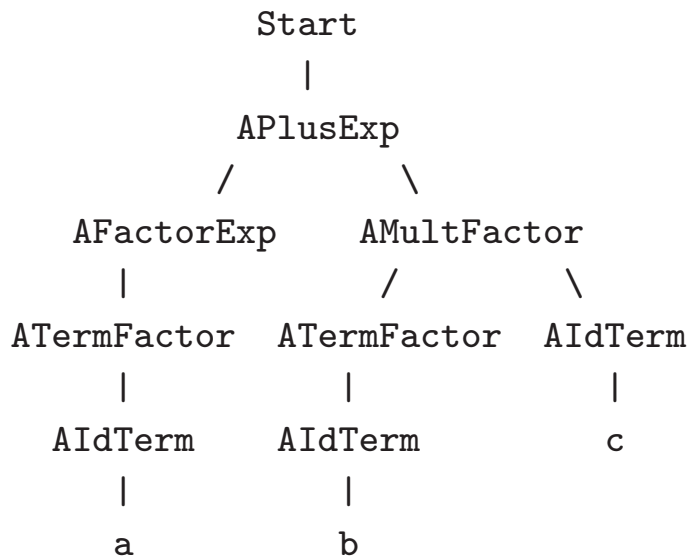 Start
|
APlusExp
/ \
AFactorExp AMultFactor
| / \
ATermFactor ATermFactor AIdTerm
| | |
AIdTerm AIdTerm c
| |
a b